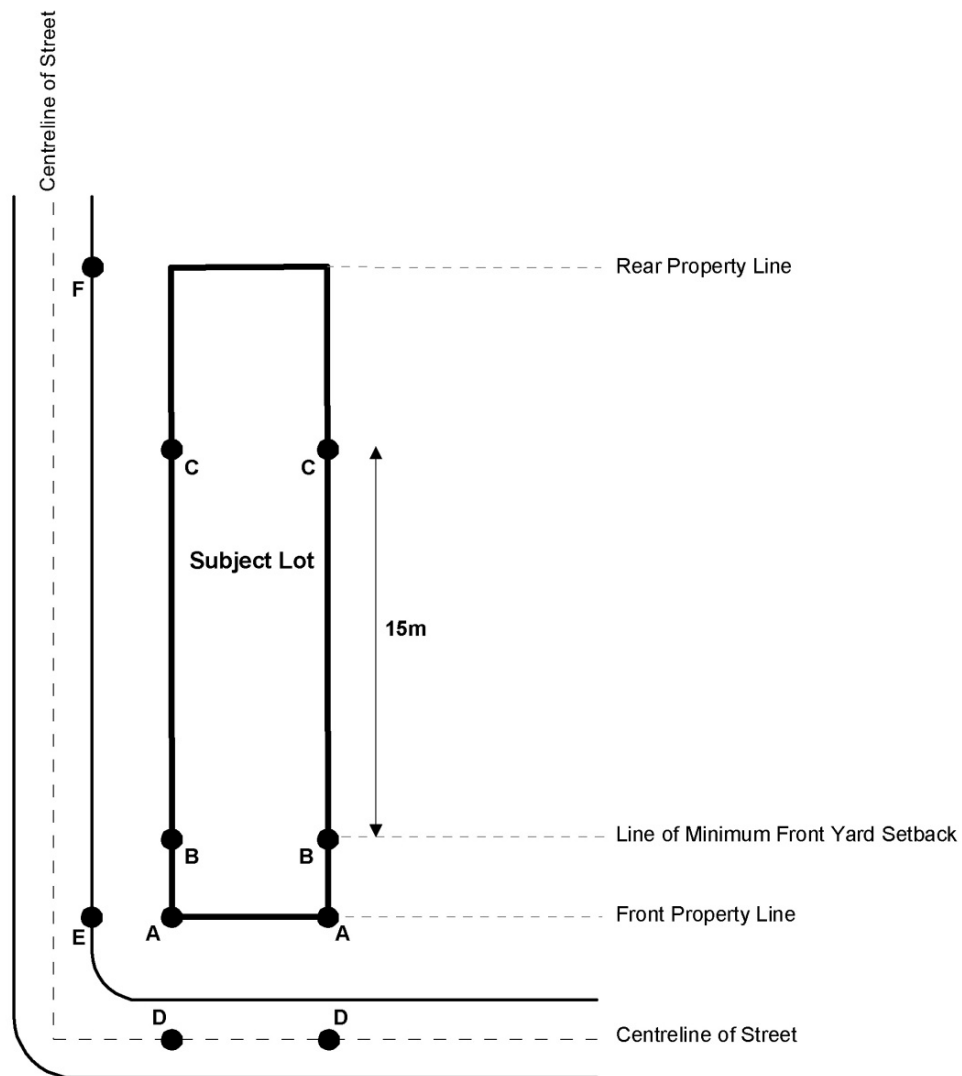 Centreline of Street
Rear Property Line
F
C
C
Subject Lot
15m
Line of Minimum Front Yard Setback
B
B
Front Property Line
A
A
E
D
D
Centreline of Street